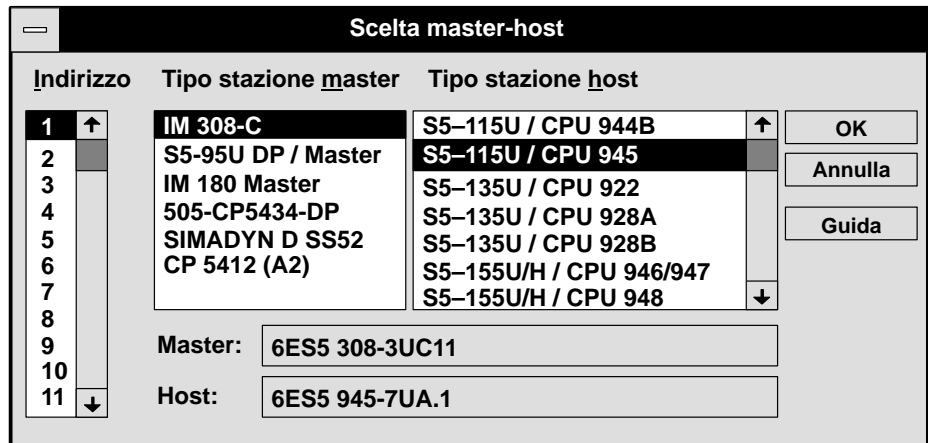 Scelta master-host
Indirizzo Tipo stazione master Tipo stazione host
1 IM 308-C S5–115U / CPU 944B OK
2 S5-95U DP / Master S5–115U / CPU 945 Annulla
3 IM 180 Master S5–135U / CPU 922
4 505-CP5434-DP S5–135U / CPU 928A Guida
5 SIMADYN D SS52 S5–135U / CPU 928B
6 CP 5412 (A2) S5–155U/H / CPU 946/947
7 S5–155U/H / CPU 948
8
9 Master: 6ES5 308-3UC11
10
11 Host: 6ES5 945-7UA.1